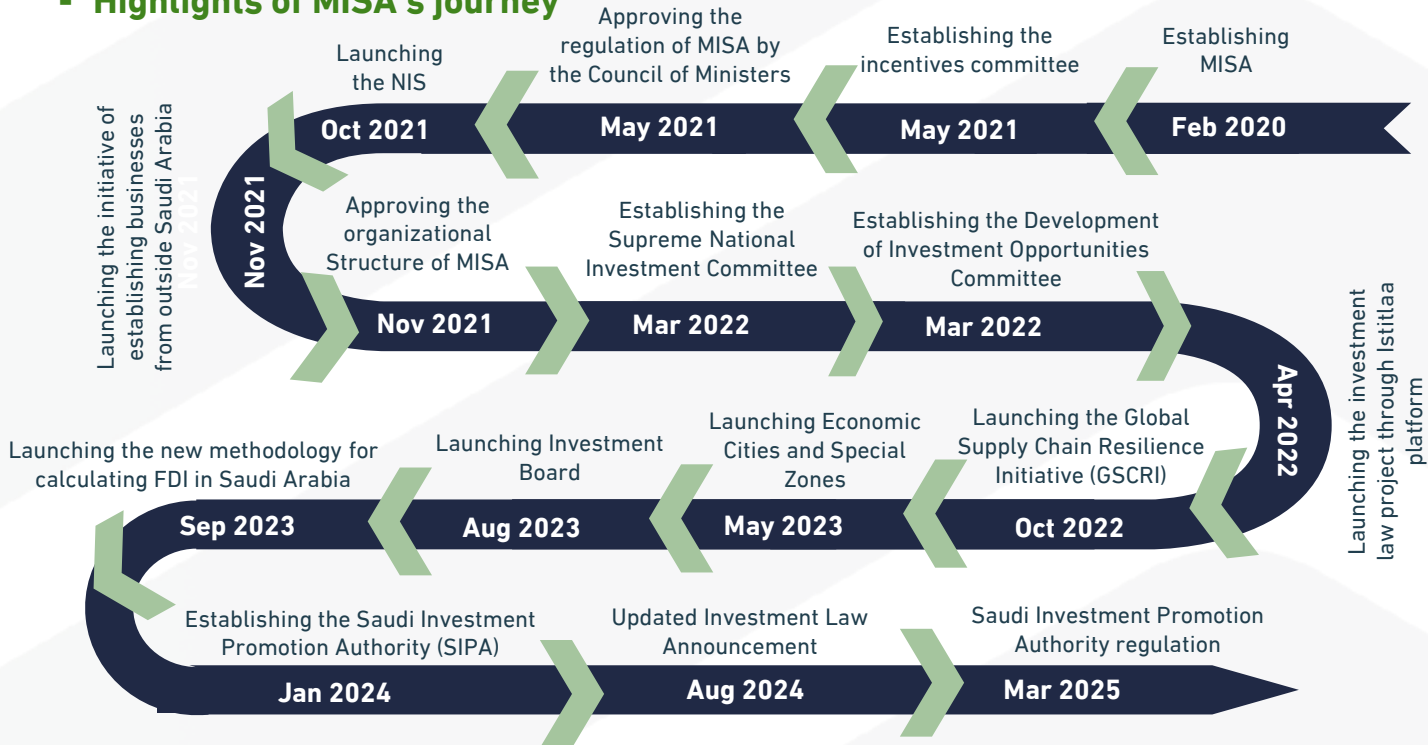 - Highlights of MISA's journey
Establishing
MISA
Feb 2020
Establishing the
incentives committee
May 2021
Approving the
regulation of MISA by
the Council of Ministers
May 2021
Launching
the NIS
Oct 2021
Launching the initiative of
establishing businesses
from outside Saudi Arabia
Nov 2021
Nov 2021
Approving the
organizational
Structure of MISA
Nov 2021
Establishing the
Supreme National
Investment Committee
Mar 2022
Establishing the Development
of Investment Opportunities
Committee
Mar 2022
Launching the investment
law project through Istitlaa
platform
Apr 2022
Launching the Global
Supply Chain Resilience
Initiative (GSCRI)
Oct 2022
Launching Economic
Cities and Special
Zones
May 2023
Launching Investment
Board
Aug 2023
Launching the new methodology for
calculating FDI in Saudi Arabia
Sep 2023
Establishing the Saudi Investment
Promotion Authority (SIPA)
Jan 2024
Updated Investment Law
Announcement
Aug 2024
Saudi Investment Promotion
Authority regulation
Mar 2025